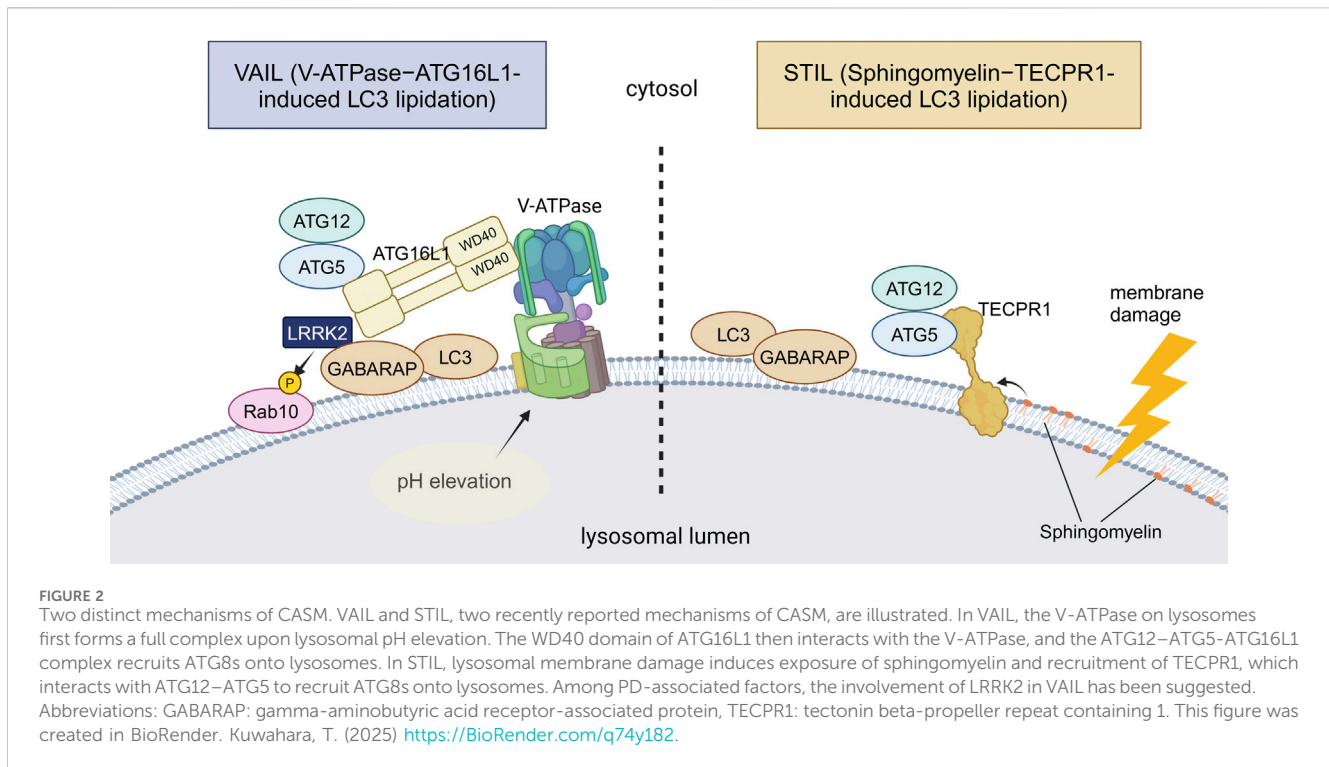 VAIL (V-ATPase–ATG16L1-
induced LC3 lipidation)
cytosol
STIL (Sphingomyelin–TECPR1-
induced LC3 lipidation)
V-ATPase
ATG12
ATG5
ATG16L1
WD40
WD40
LRRK2
P
Rab10
GABARAP
LC3
pH elevation
LC3
GABARAP
ATG12
ATG5
TECPR1
membrane
damage
Sphingomyelin
lysosomal lumen
FIGURE 2
Two distinct mechanisms of CASM. VAIL and STIL, two recently reported mechanisms of CASM, are illustrated. In VAIL, the V-ATPase on lysosomes
first forms a full complex upon lysosomal pH elevation. The WD40 domain of ATG16L1 then interacts with the V-ATPase, and the ATG12–ATG5-ATG16L1
complex recruits ATG8s onto lysosomes. In STIL, lysosomal membrane damage induces exposure of sphingomyelin and recruitment of TECPR1, which
interacts with ATG12–ATG5 to recruit ATG8s onto lysosomes. Among PD-associated factors, the involvement of LRRK2 in VAIL has been suggested.
Abbreviations: GABARAP: gamma-aminobutyric acid receptor-associated protein, TECPR1: tectonin beta-propeller repeat containing 1. This figure was
created in BioRender. Kuwahara, T. (2025) https://BioRender.com/q74y182.